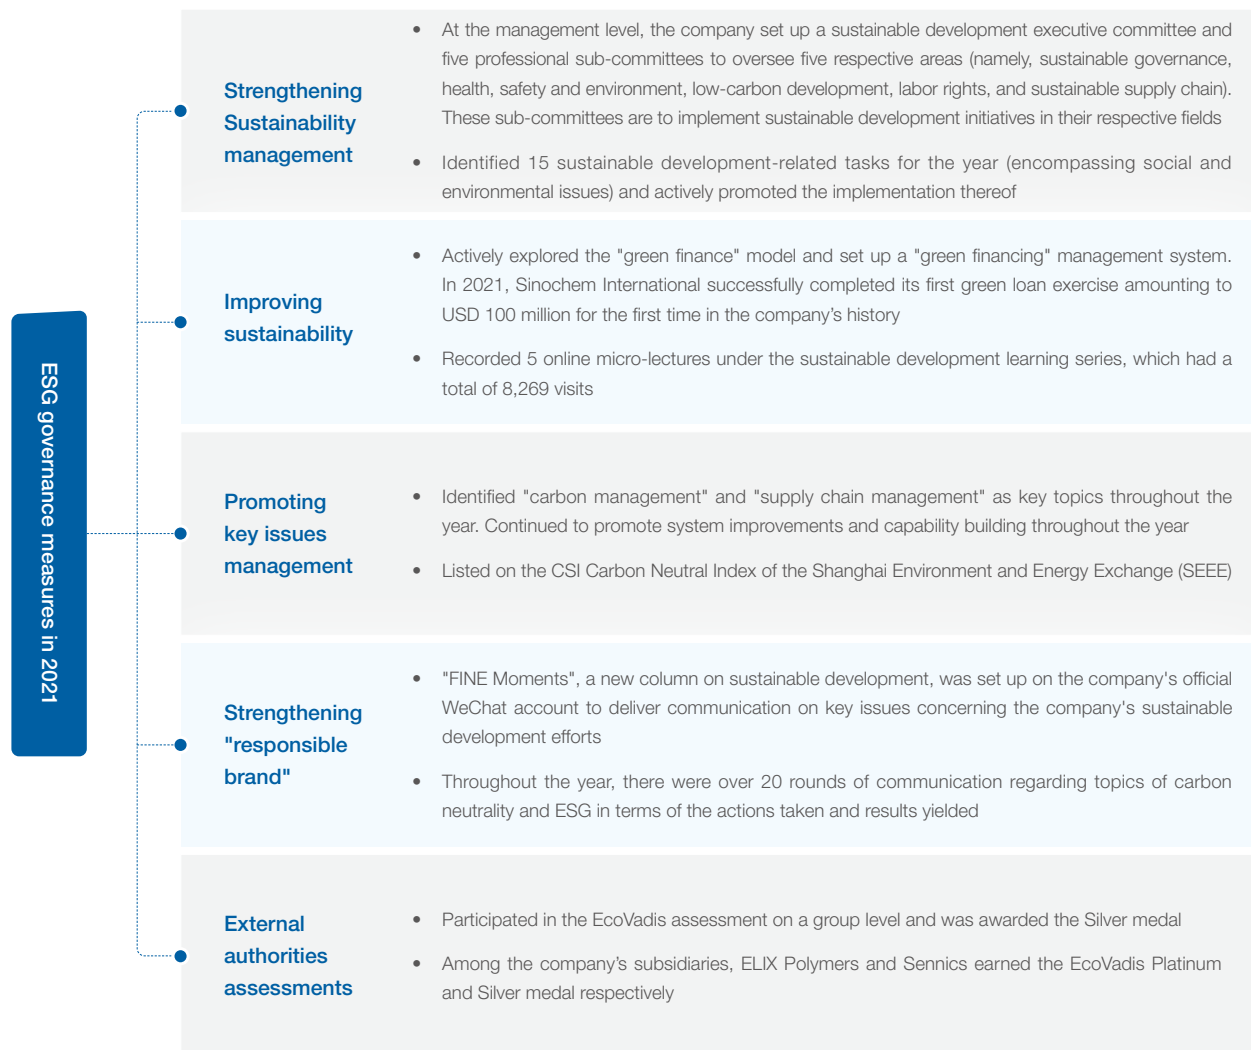 ESG governance measures in 2021
Strengthening
Sustainability
management
• At the management level, the company set up a sustainable development executive committee and
five professional sub-committees to oversee five respective areas (namely, sustainable governance,
health, safety and environment, low-carbon development, labor rights, and sustainable supply chain).
These sub-committees are to implement sustainable development initiatives in their respective fields
• Identified 15 sustainable development-related tasks for the year (encompassing social and
environmental issues) and actively promoted the implementation thereof
Improving
sustainability
• Actively explored the "green finance" model and set up a "green financing" management system.
In 2021, Sinochem International successfully completed its first green loan exercise amounting to
USD 100 million for the first time in the company’s history
• Recorded 5 online micro-lectures under the sustainable development learning series, which had a
total of 8,269 visits
Promoting
key issues
management
• Identified "carbon management" and "supply chain management" as key topics throughout the
year. Continued to promote system improvements and capability building throughout the year
• Listed on the CSI Carbon Neutral Index of the Shanghai Environment and Energy Exchange (SEEE)
Strengthening
"responsible
brand"
• "FINE Moments", a new column on sustainable development, was set up on the company's official
WeChat account to deliver communication on key issues concerning the company's sustainable
development efforts
• Throughout the year, there were over 20 rounds of communication regarding topics of carbon
neutrality and ESG in terms of the actions taken and results yielded
External
authorities
assessments
• Participated in the EcoVadis assessment on a group level and was awarded the Silver medal
• Among the company’s subsidiaries, ELIX Polymers and Sennics earned the EcoVadis Platinum
and Silver medal respectively